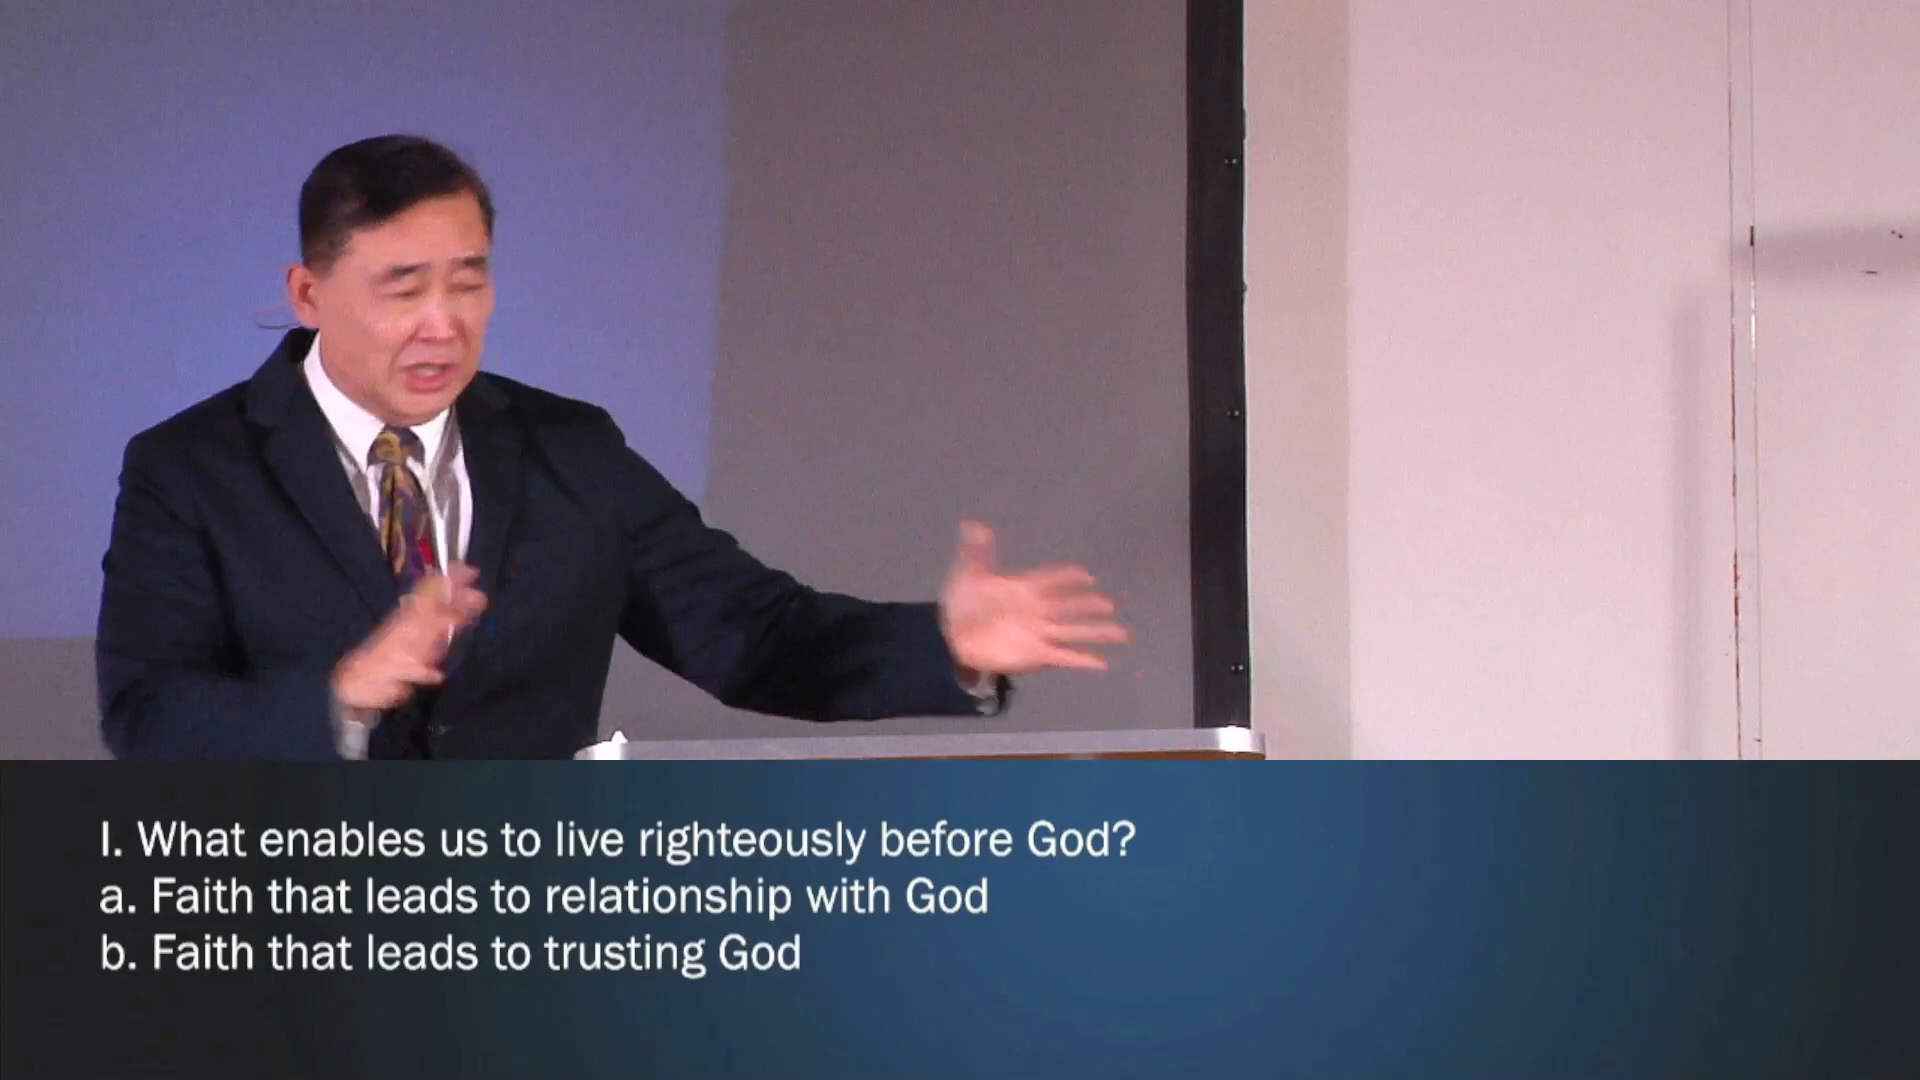 I. What enables us to live righteously before God?
a. Faith that leads to relationship with God
b. Faith that leads to trusting God